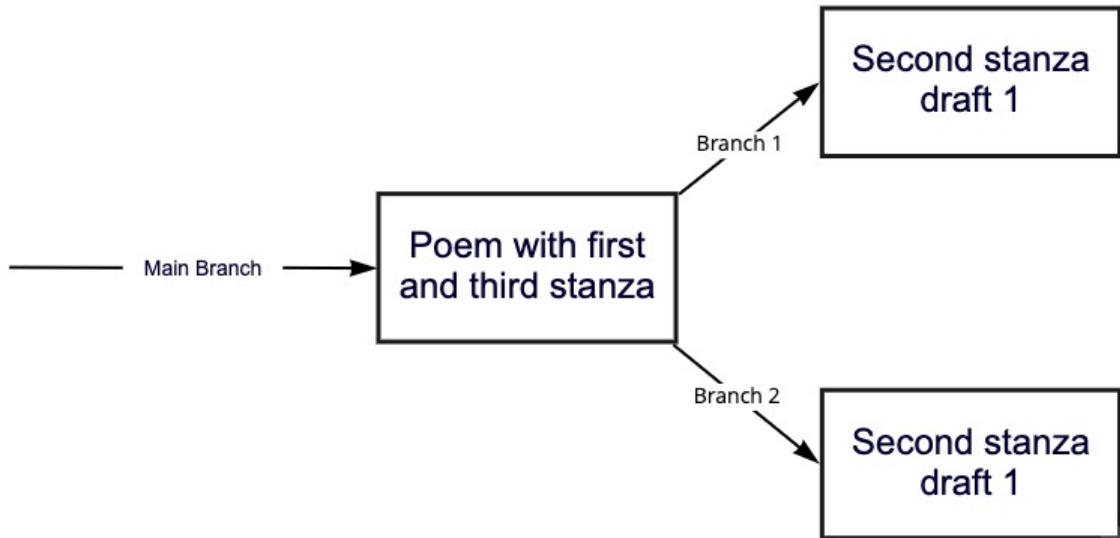 Second stanza
draft 1
Branch 1
Poem with first
and third stanza
Main Branch
Branch 2
Second stanza
draft 1